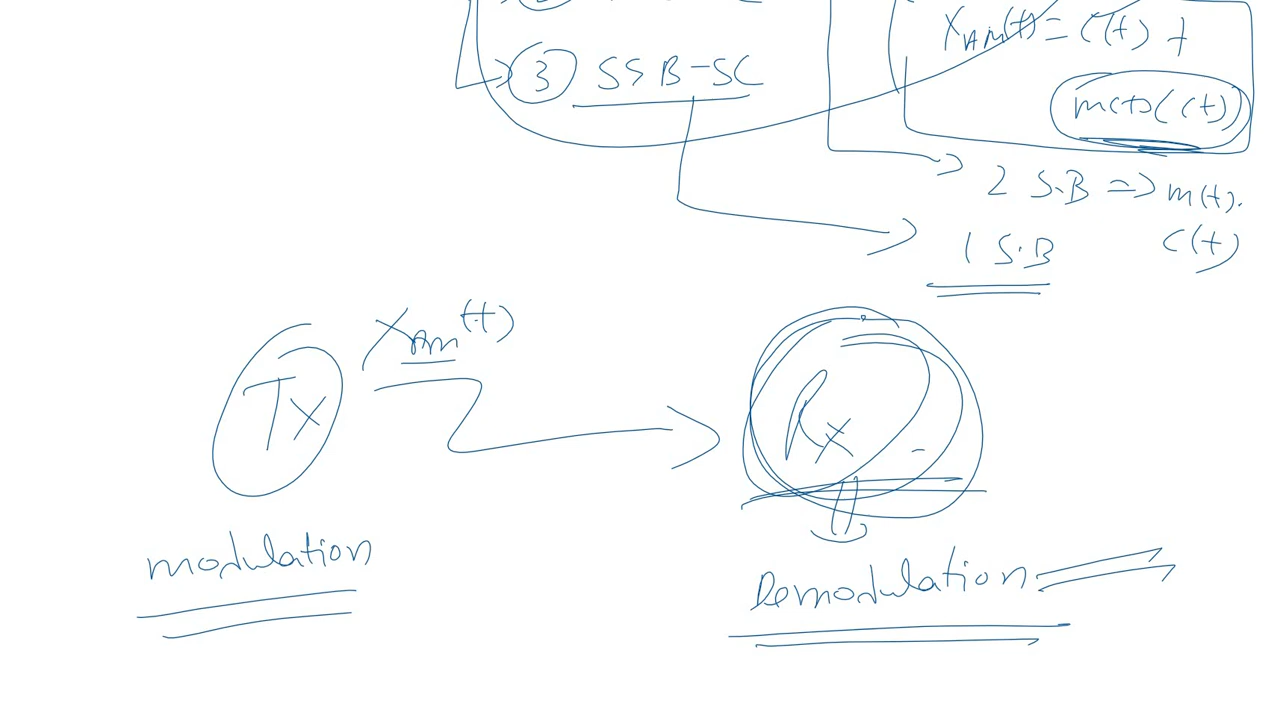 X_AM(t) = C(t) +
3 SSB-SC
m(t)C(t)
2 S.B => m(t).
C(t)
1 S.B
X_AM(t)
Tx
Rx
modulation
Demodulation